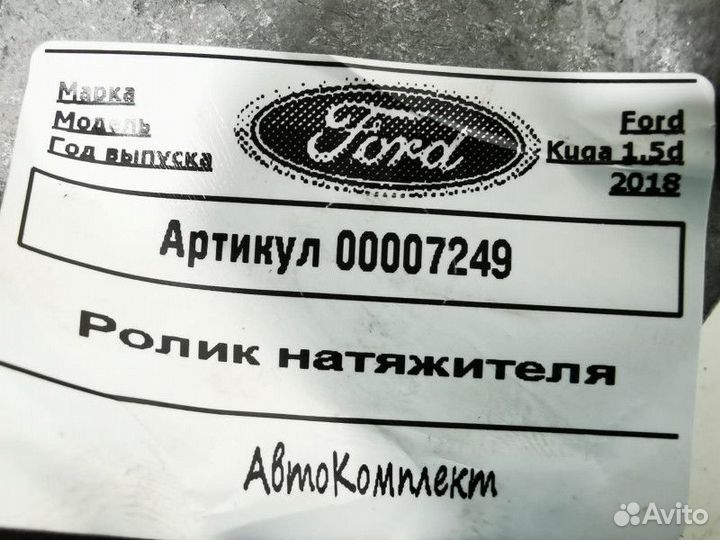 Марка
Модель
Год выпуска
Ford
Ford
Kuga 1.5d
2018
Артикул 00007249
Ролик натяжителя
АвтоКомплект
Avito